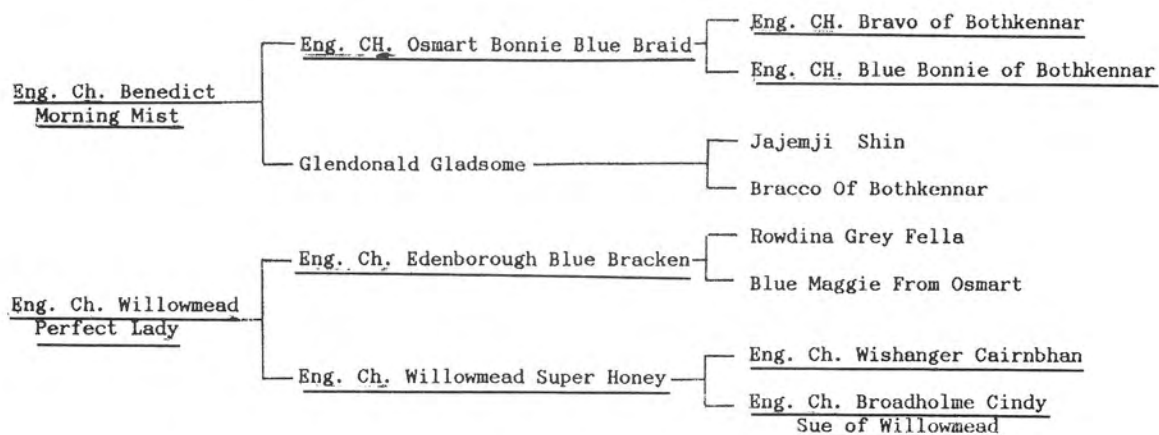 Eng. CH. Bravo of Bothkennar
Eng. CH. Osmart Bonnie Blue Braid
Eng. CH. Blue Bonnie of Bothkennar
Eng. Ch. Benedict
Morning Mist
Jajemji Shin
Glendonald Gladsome
Bracco Of Bothkennar
Rowdina Grey Fella
Eng. Ch. Edenborough Blue Bracken
Blue Maggie From Osmart
Eng. Ch. Willowmead
Perfect Lady
Eng. Ch. Wishanger Cairnbhan
Eng. Ch. Willowmead Super Honey
Eng. Ch. Broadholme Cindy
Sue of Willowmead